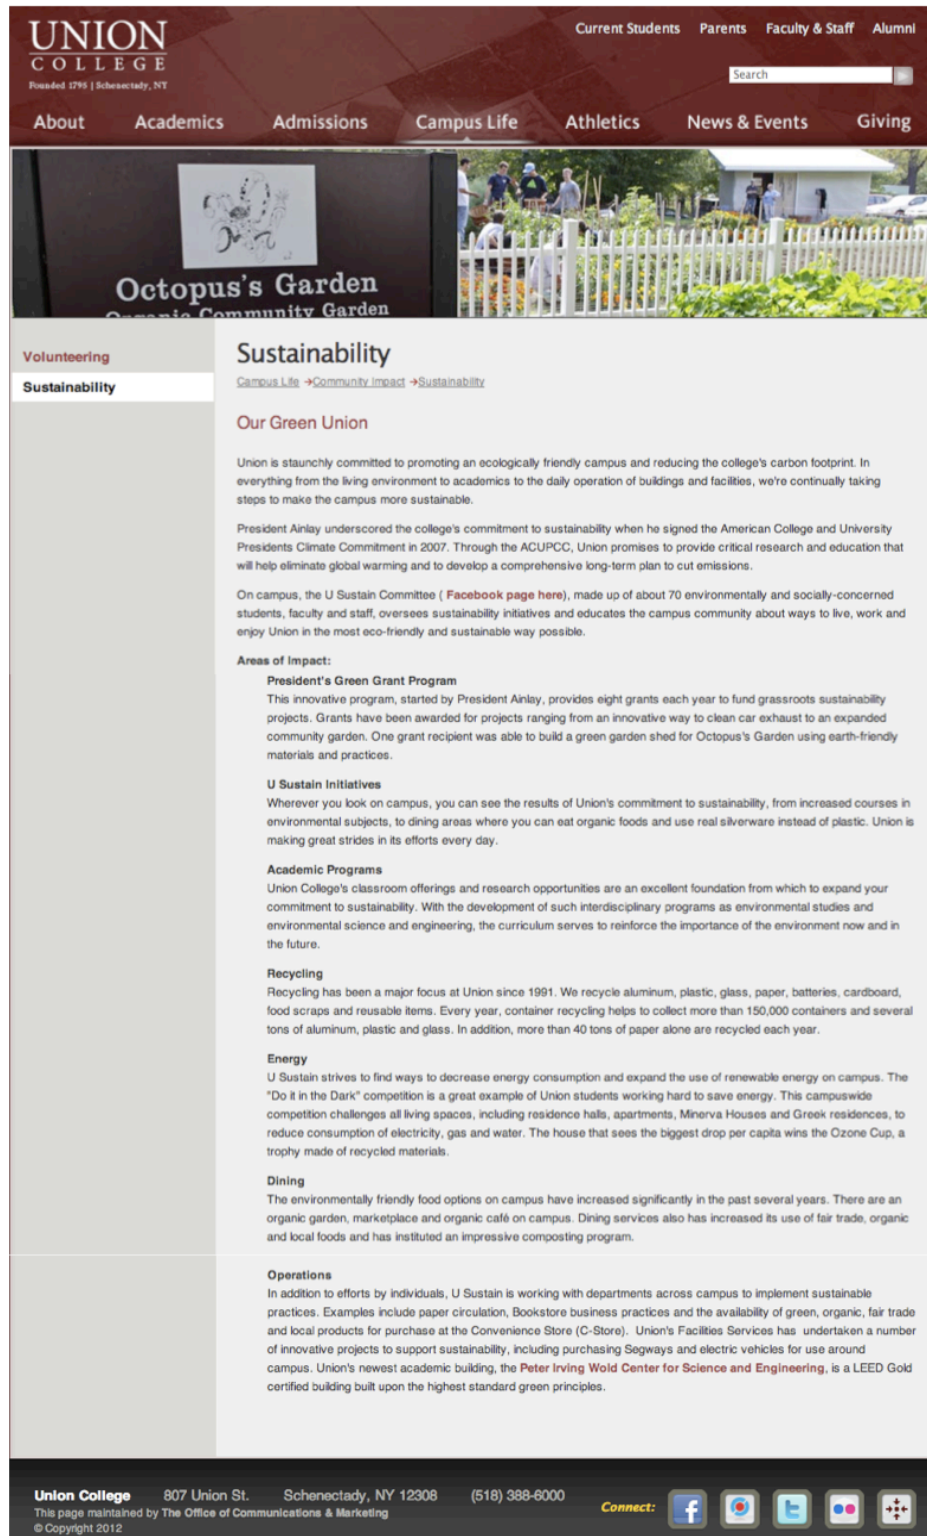 UNION
COLLEGE
Founded 1795 | Schenectady, NY
Current Students Parents Faculty & Staff Alumni
Search
About Academics Admissions Campus Life Athletics News & Events Giving
Octopus's Garden
Organic Community Garden
Volunteering
Sustainability
Sustainability
Campus Life →Community Impact →Sustainability
Our Green Union
Union is staunchly committed to promoting an ecologically friendly campus and reducing the college's carbon footprint. In
everything from the living environment to academics to the daily operation of buildings and facilities, we're continually taking
steps to make the campus more sustainable.
President Ainlay underscored the college's commitment to sustainability when he signed the American College and University
Presidents Climate Commitment in 2007. Through the ACUPCC, Union promises to provide critical research and education that
will help eliminate global warming and to develop a comprehensive long-term plan to cut emissions.
On campus, the U Sustain Committee ( Facebook page here), made up of about 70 environmentally and socially-concerned
students, faculty and staff, oversees sustainability initiatives and educates the campus community about ways to live, work and
enjoy Union in the most eco-friendly and sustainable way possible.
Areas of Impact:
President's Green Grant Program
This innovative program, started by President Ainlay, provides eight grants each year to fund grassroots sustainability
projects. Grants have been awarded for projects ranging from an innovative way to clean car exhaust to an expanded
community garden. One grant recipient was able to build a green garden shed for Octopus's Garden using earth-friendly
materials and practices.
U Sustain Initiatives
Wherever you look on campus, you can see the results of Union's commitment to sustainability, from increased courses in
environmental subjects, to dining areas where you can eat organic foods and use real silverware instead of plastic. Union is
making great strides in its efforts every day.
Academic Programs
Union College's classroom offerings and research opportunities are an excellent foundation from which to expand your
commitment to sustainability. With the development of such interdisciplinary programs as environmental studies and
environmental science and engineering, the curriculum serves to reinforce the importance of the environment now and in
the future.
Recycling
Recycling has been a major focus at Union since 1991. We recycle aluminum, plastic, glass, paper, batteries, cardboard,
food scraps and reusable items. Every year, container recycling helps to collect more than 150,000 containers and several
tons of aluminum, plastic and glass. In addition, more than 40 tons of paper alone are recycled each year.
Energy
U Sustain strives to find ways to decrease energy consumption and expand the use of renewable energy on campus. The
"Do it in the Dark" competition is a great example of Union students working hard to save energy. This campuswide
competition challenges all living spaces, including residence halls, apartments, Minerva Houses and Greek residences, to
reduce consumption of electricity, gas and water. The house that sees the biggest drop per capita wins the Ozone Cup, a
trophy made of recycled materials.
Dining
The environmentally friendly food options on campus have increased significantly in the past several years. There are an
organic garden, marketplace and organic café on campus. Dining services also has increased its use of fair trade, organic
and local foods and has instituted an impressive composting program.
Operations
In addition to efforts by individuals, U Sustain is working with departments across campus to implement sustainable
practices. Examples include paper circulation, Bookstore business practices and the availability of green, organic, fair trade
and local products for purchase at the Convenience Store (C-Store). Union's Facilities Services has undertaken a number
of innovative projects to support sustainability, including purchasing Segways and electric vehicles for use around
campus. Union's newest academic building, the Peter Irving Wold Center for Science and Engineering, is a LEED Gold
certified building built upon the highest standard green principles.
Union College 807 Union St. Schenectady, NY 12308 (518) 388-6000
This page maintained by The Office of Communications & Marketing
© Copyright 2012
Connect: